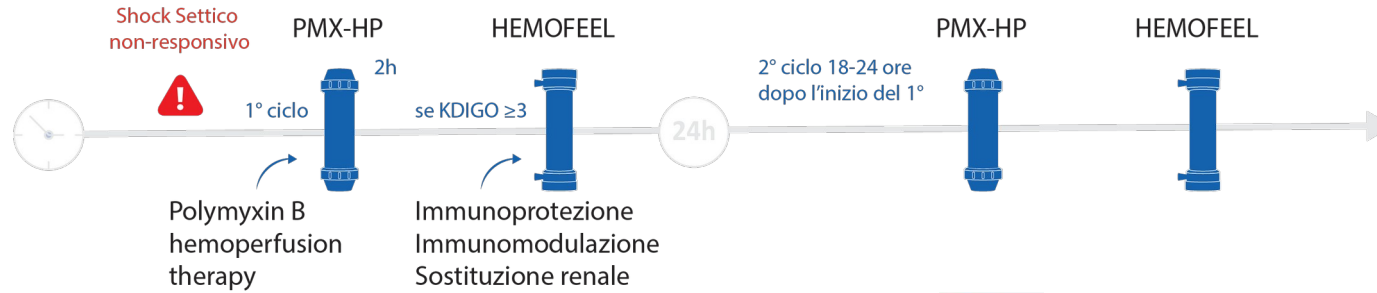 Shock Settico
non-responsivo
PMX-HP
HEMOFEEL
2h
1° ciclo
se KDIGO ≥3
24h
2° ciclo 18-24 ore
dopo l'inizio del 1°
PMX-HP
HEMOFEEL
Polymyxin B
hemoperfusion
therapy
Immunoprotezione
Immunomodulazione
Sostituzione renale